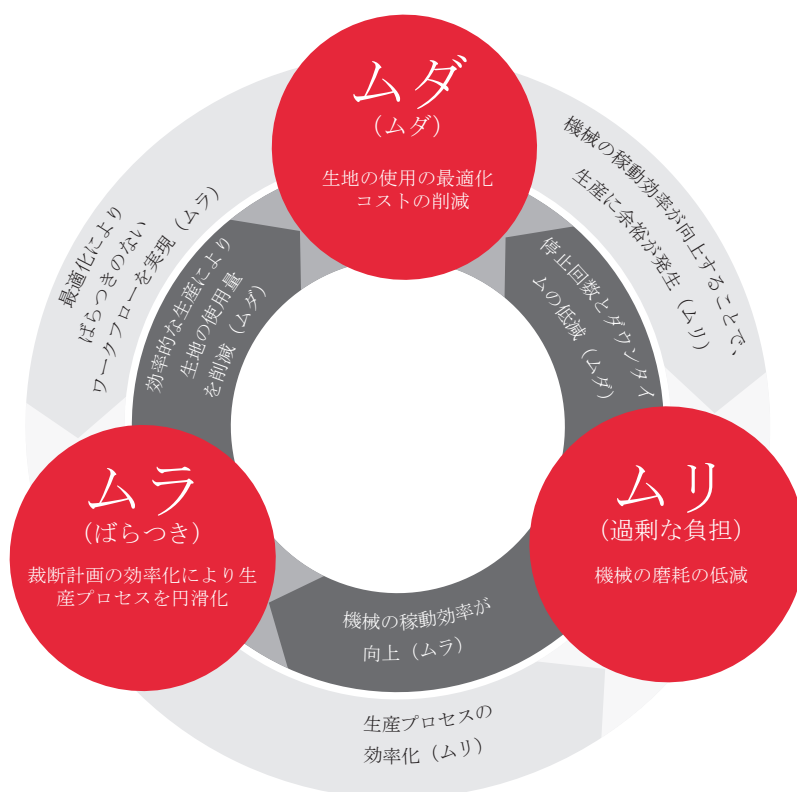 ムダ
（ムダ）
生地の使用の最適化
コストの削減
機械の稼動効率が向上することで、
生産に余裕が発生（ムリ）
停止回数とダウンタイ
ムの低減（ムダ）
最適化により
ばらつきのない
ワークフローを実現（ムラ）
効率的な生産により
生地の使用量
を削減（ムダ）
ムラ
（ばらつき）
裁断計画の効率化により生
産プロセスを円滑化
ムリ
（過剰な負担）
機械の磨耗の低減
機械の稼動効率が
向上（ムラ）
生産プロセスの
効率化（ムリ）